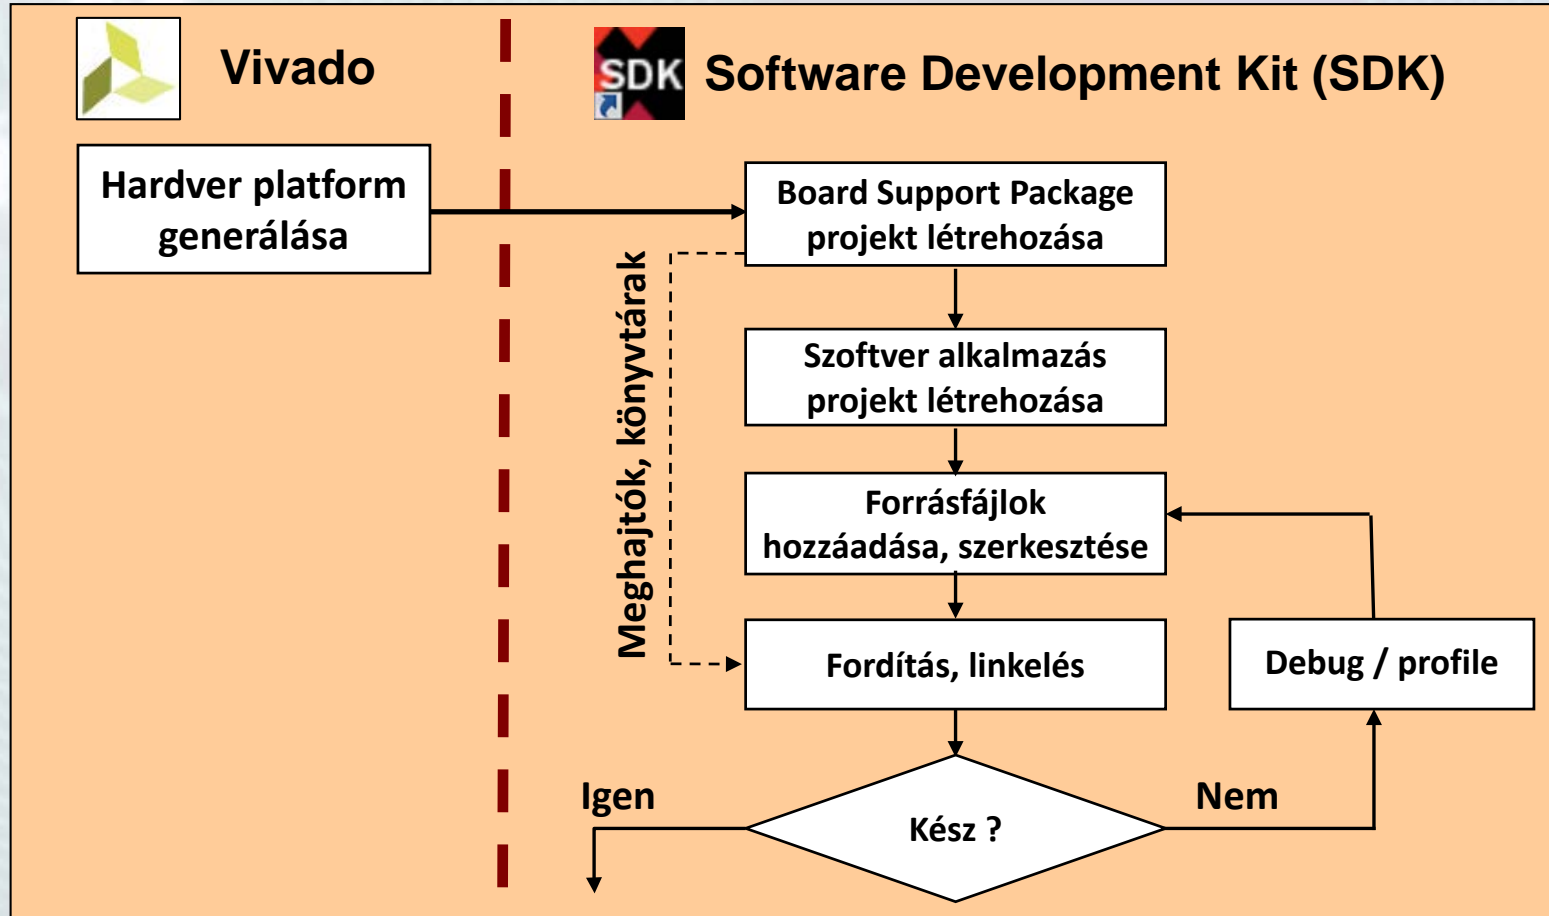 Vivado
SDK
Software Development Kit (SDK)
Hardver platform
generálása
Board Support Package
projekt létrehozása
Meghajtók, könyvtárak
Szoftver alkalmazás
projekt létrehozása
Forrásfájlok
hozzáadása, szerkesztése
Fordítás, linkelés
Debug / profile
Igen
Nem
Kész ?